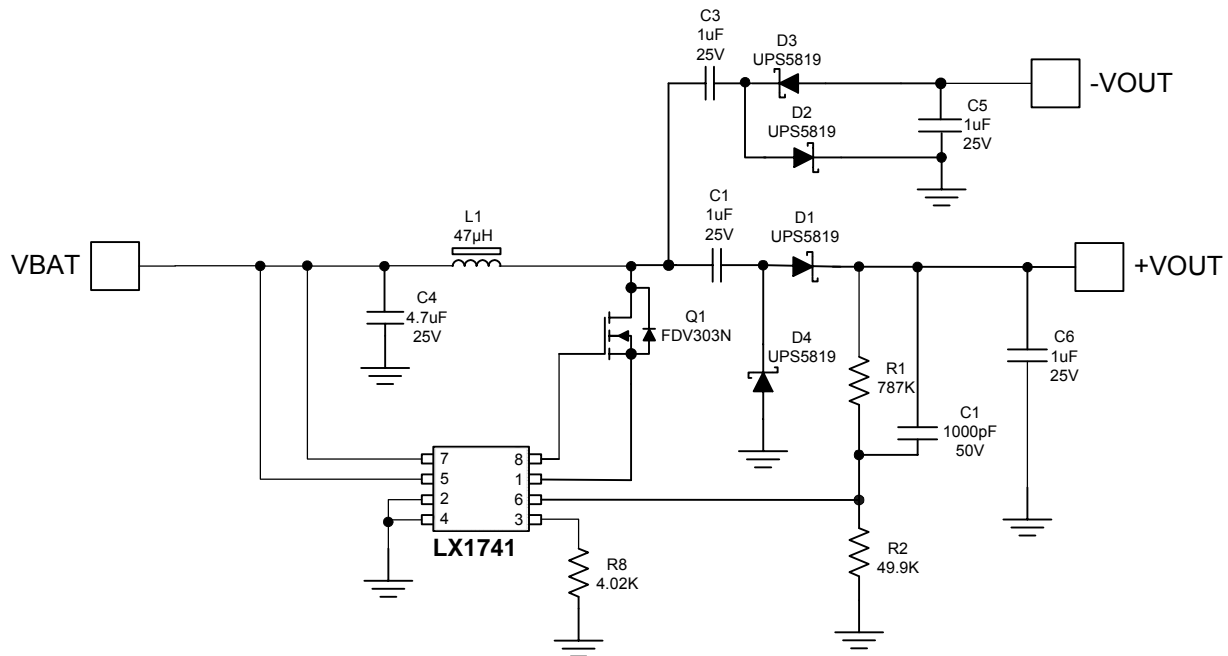 C3
1uF
25V
D3
UPS5819
-VOUT
D2
UPS5819
C5
1uF
25V
C1
1uF
25V
D1
UPS5819
L1
47µH
VBAT
+VOUT
C4
4.7uF
25V
Q1
FDV303N
D4
UPS5819
R1
787K
C6
1uF
25V
C1
1000pF
50V
7 8
5 1
2 6
4 3
LX1741
R8
4.02K
R2
49.9K